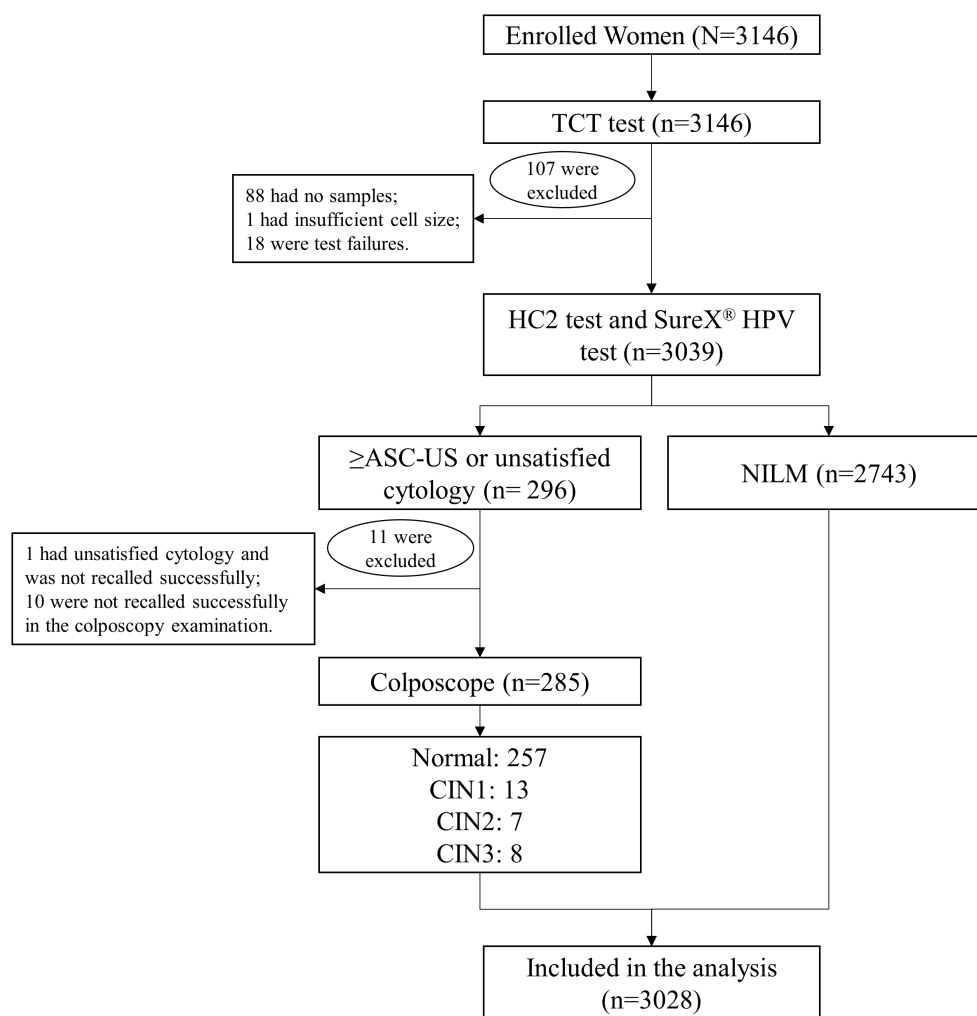 Enrolled Women (N=3146)
TCT test (n=3146)
107 were
excluded
88 had no samples;
1 had insufficient cell size;
18 were test failures.
HC2 test and SureX® HPV
test (n=3039)
≥ASC-US or unsatisfied
cytology (n= 296)
NILM (n=2743)
11 were
excluded
1 had unsatisfied cytology and
was not recalled successfully;
10 were not recalled successfully
in the colposcopy examination.
Colposcope (n=285)
Normal: 257
CIN1: 13
CIN2: 7
CIN3: 8
Included in the analysis
(n=3028)